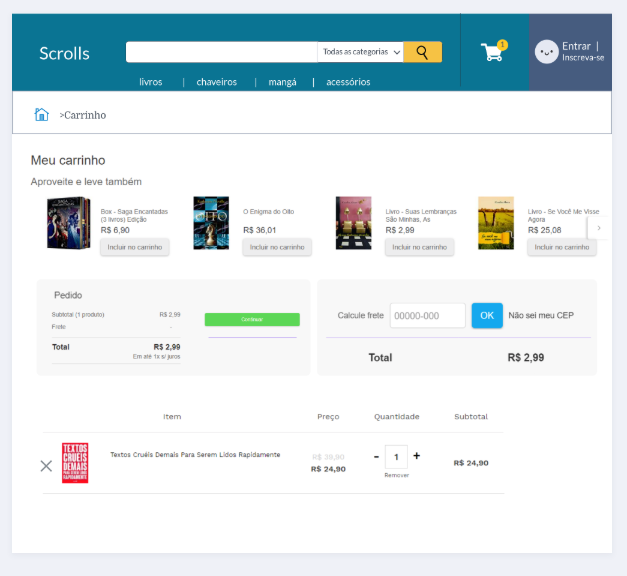 Scrolls
Todas as categorias
1
Entrar |
Inscreva-se
livros | chaveiros | mangá | acessórios
>Carrinho
Meu carrinho
Aproveite e leve também
Box - Saga Encantadas
(3 livros) Edição
R$ 6,90
Incluir no carrinho
OITO
O Enigma do Oito
R$ 36,01
Incluir no carrinho
Livro - Suas Lembranças
São Minhas, As
R$ 2,99
Incluir no carrinho
Livro - Se Você Me Visse
Agora
R$ 25,08
Incluir no carrinho
Pedido
Subtotal (1 produto) R$ 2,99
Frete -
Total R$ 2,99
Em até 1x s/ juros
Continuar
Calcule frete 00000-000 OK Não sei meu CEP
Total R$ 2,99
Item Preço Quantidade Subtotal
TEXTOS
CRUÉIS
DEMAIS
PARA SEREM LIDOS
RAPIDAMENTE
Textos Cruéis Demais Para Serem Lidos Rapidamente
R$ 39,90
R$ 24,90
- 1 +
Remover
R$ 24,90